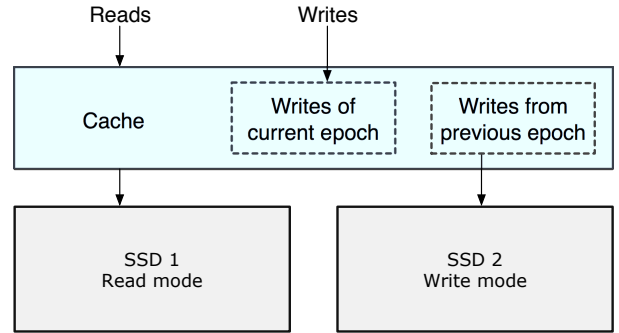 Reads
Writes
Cache
Writes of
current epoch
Writes from
previous epoch
SSD 1
Read mode
SSD 2
Write mode